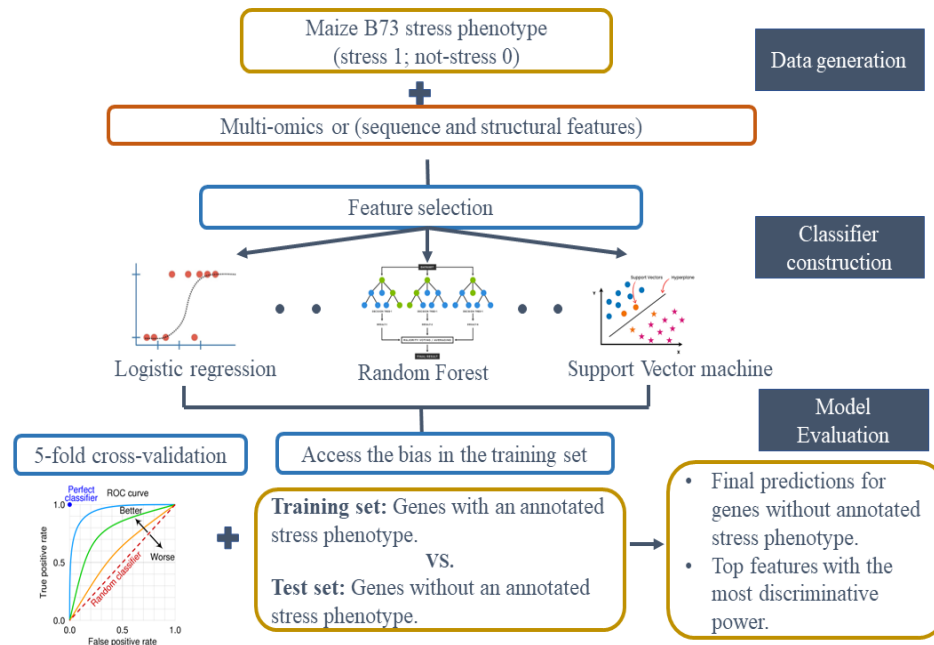 Maize B73 stress phenotype
(stress 1; not-stress 0)
Data generation
Multi-omics or (sequence and structural features)
Feature selection
Classifier
construction
Support Vectors
Hyperplane
Logistic regression
Random Forest
Support Vector machine
Model
Evaluation
5-fold cross-validation
Access the bias in the training set
Perfect
classifier
ROC curve
1.0
Better
0.5
Worse
Random classifier
0.0
0.0
0.5
1.0
True positive rate
False positive rate
Training set: Genes with an annotated
stress phenotype.
VS.
Test set: Genes without an annotated
stress phenotype.
• Final predictions for
genes without annotated
stress phenotype.
• Top features with the
most discriminative
power.